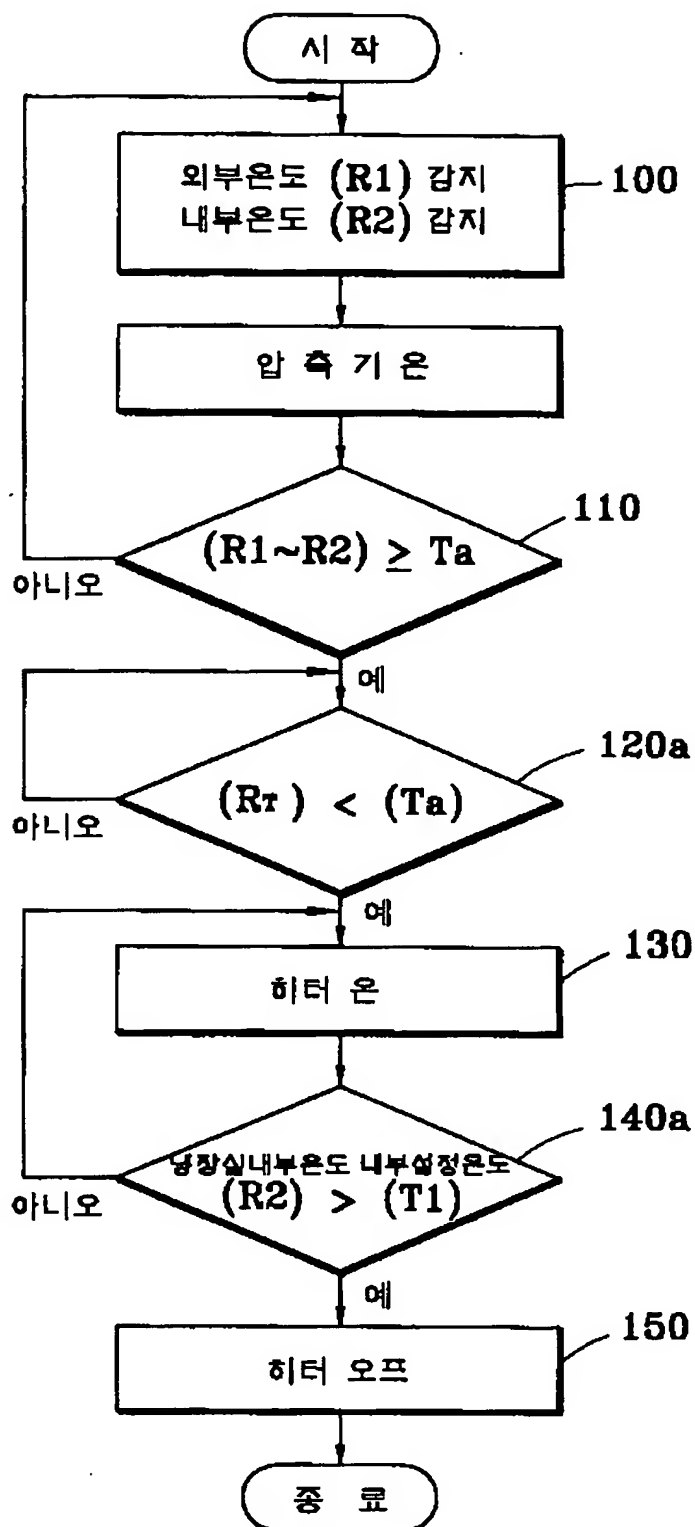 시 작
외부온도 (R1) 감지
내부온도 (R2) 감지
100
압 축 기 온
110
(R1~R2) ≥ Ta
아니오
예
120a
(RT) < (Ta)
아니오
예
130
히터 온
140a
냉장실내부온도 내부설정온도
(R2) > (T1)
아니오
예
150
히터 오프
종 료